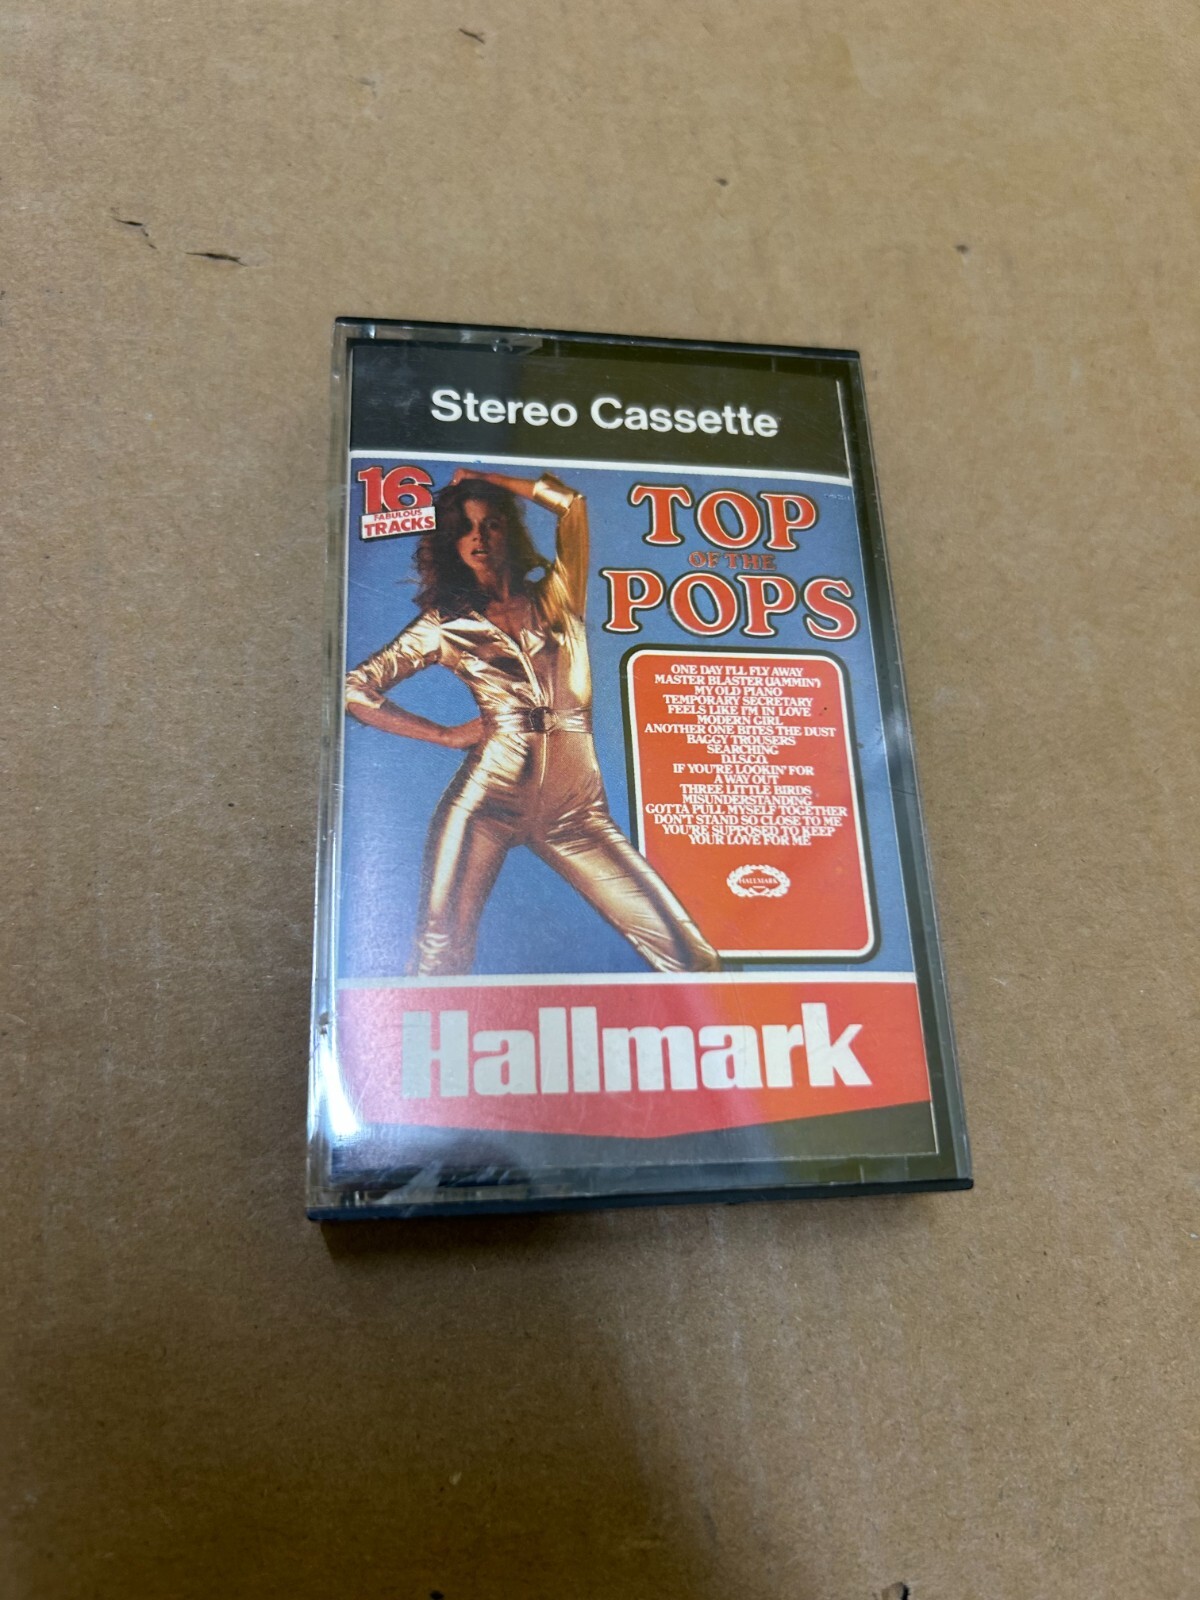 Stereo Cassette
16
FABULOUS
TRACKS
TOP
OF THE
POPS
ONE DAY I'LL FLY AWAY
MASTER BLASTER (JAMMIN')
MY OLD PIANO
TEMPORARY SECRETARY
FEELS LIKE I'M IN LOVE
MODERN GIRL
ANOTHER ONE BITES THE DUST
BAGGY TROUSERS
SEARCHING
D.I.S.C.O.
IF YOU'RE LOOKIN' FOR
A WAY OUT
THREE LITTLE BIRDS
MISUNDERSTANDING
GOTTA PULL MYSELF TOGETHER
DON'T STAND SO CLOSE TO ME
YOU'RE SUPPOSED TO KEEP
YOUR LOVE FOR ME
HALLMARK
Hallmark